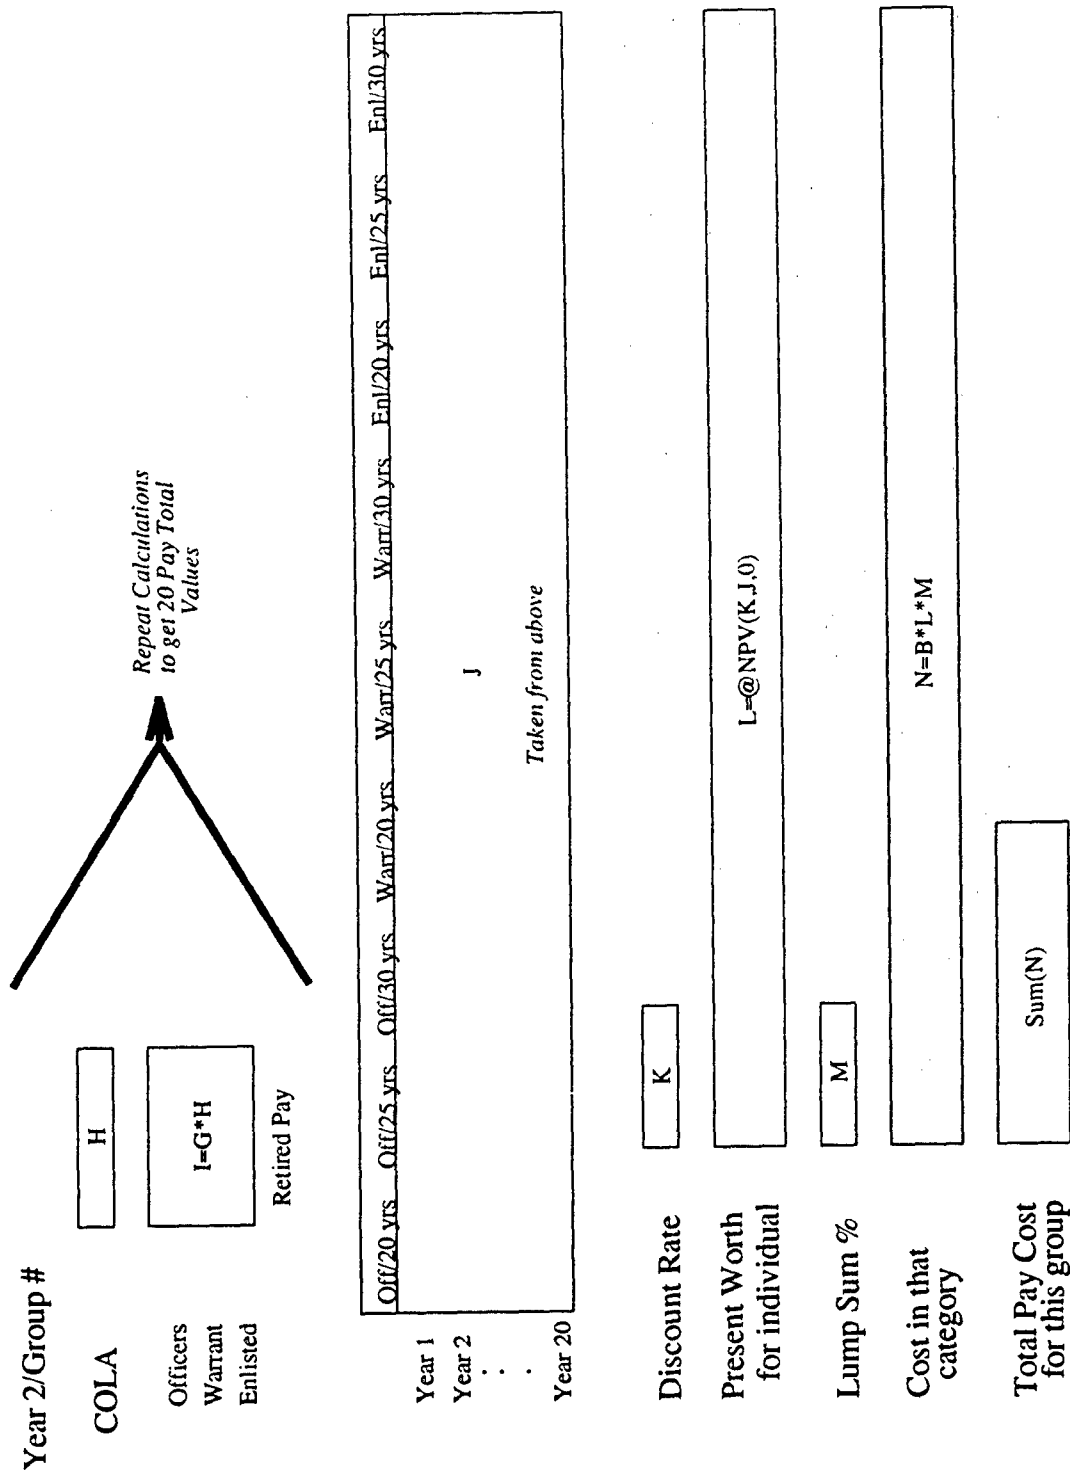 Year 2/Group #
COLA
H
Officers
Warrant
Enlisted
I=G*H
Retired Pay
Repeat Calculations
to get 20 Pay Total
Values
Off/20 yrs Off/25 yrs Off/30 yrs Warr/20 yrs Warr/25 yrs Warr/30 yrs Enl/20 yrs Enl/25 yrs Enl/30 yrs
Year 1
Year 2
.
.
Year 20
J
Taken from above
Discount Rate
K
Present Worth
for individual
L=@NPV(K,J,0)
Lump Sum %
M
Cost in that
category
N=B*L*M
Total Pay Cost
for this group
Sum(N)